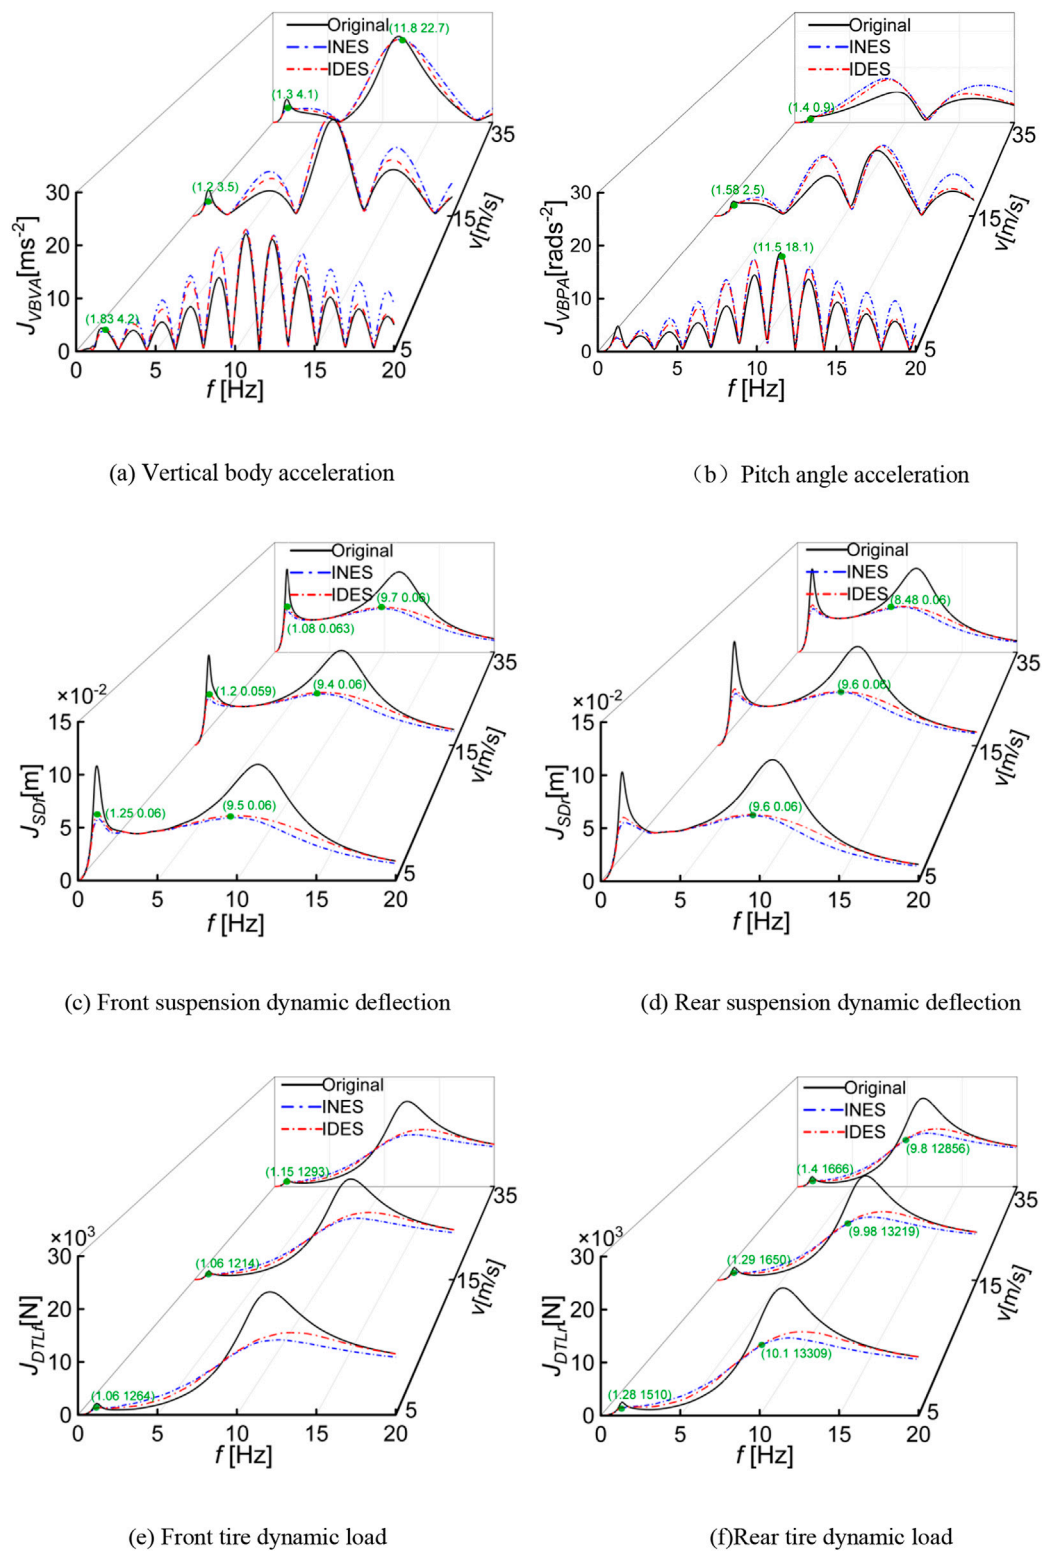 Original
INES
IDES
(11.8 22.7)
(1.3 4.1)
(1.2 3.5)
(1.83 4.2)
30
20
10
0
J_VBVA[ms⁻²]
0 5 10 15 20
f [Hz]
5
15
35
v[m/s]
(a) Vertical body acceleration
Original
INES
IDES
(1.4 0.9)
(1.58 2.5)
(11.5 18.1)
30
20
10
0
J_VBPA[rads⁻²]
0 5 10 15 20
f [Hz]
5
15
35
v[m/s]
(b) Pitch angle acceleration
Original
INES
IDES
(9.7 0.06)
(1.08 0.063)
(1.2 0.059)
(9.4 0.06)
(1.25 0.06)
(9.5 0.06)
×10⁻²
15
10
5
0
J_SDf[m]
0 5 10 15 20
f [Hz]
5
15
35
v[m/s]
(c) Front suspension dynamic deflection
Original
INES
IDES
(8.48 0.06)
(9.6 0.06)
(9.6 0.06)
×10⁻²
15
10
5
0
J_SDr[m]
0 5 10 15 20
f [Hz]
5
15
35
v[m/s]
(d) Rear suspension dynamic deflection
Original
INES
IDES
(1.15 1293)
(1.06 1214)
(1.06 1264)
×10³
30
20
10
0
J_DTLf[N]
0 5 10 15 20
f [Hz]
5
15
35
v[m/s]
(e) Front tire dynamic load
Original
INES
IDES
(9.8 12856)
(1.4 1666)
(9.98 13219)
(1.29 1650)
(10.1 13309)
(1.28 1510)
×10³
30
20
10
0
J_DTLr[N]
0 5 10 15 20
f [Hz]
5
15
35
v[m/s]
(f)Rear tire dynamic load